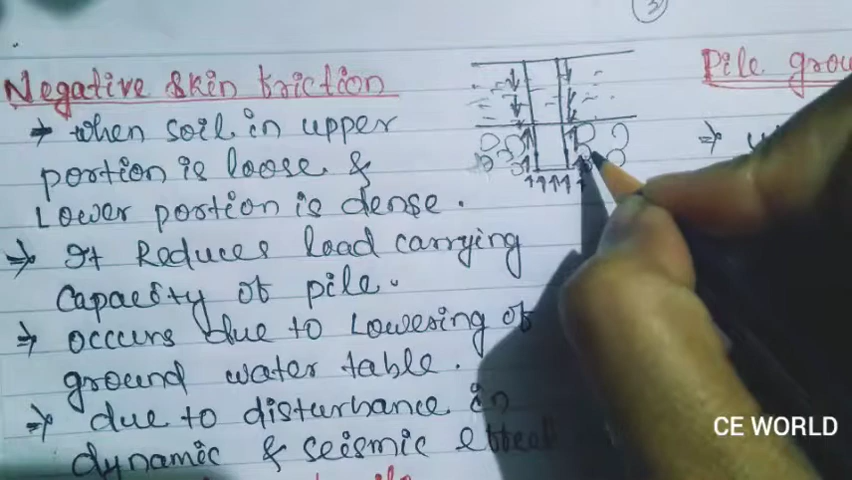 3
Negative skin friction
→ when soil in upper
portion is loose &
Lower portion is dense.
⇒ It Reduces load carrying
capacity of pile.
⇒ occurs due to Lowering of
ground water table.
⇒ due to disturbance in
dynamic & seismic effect
Pile grou
⇒
CE WORLD